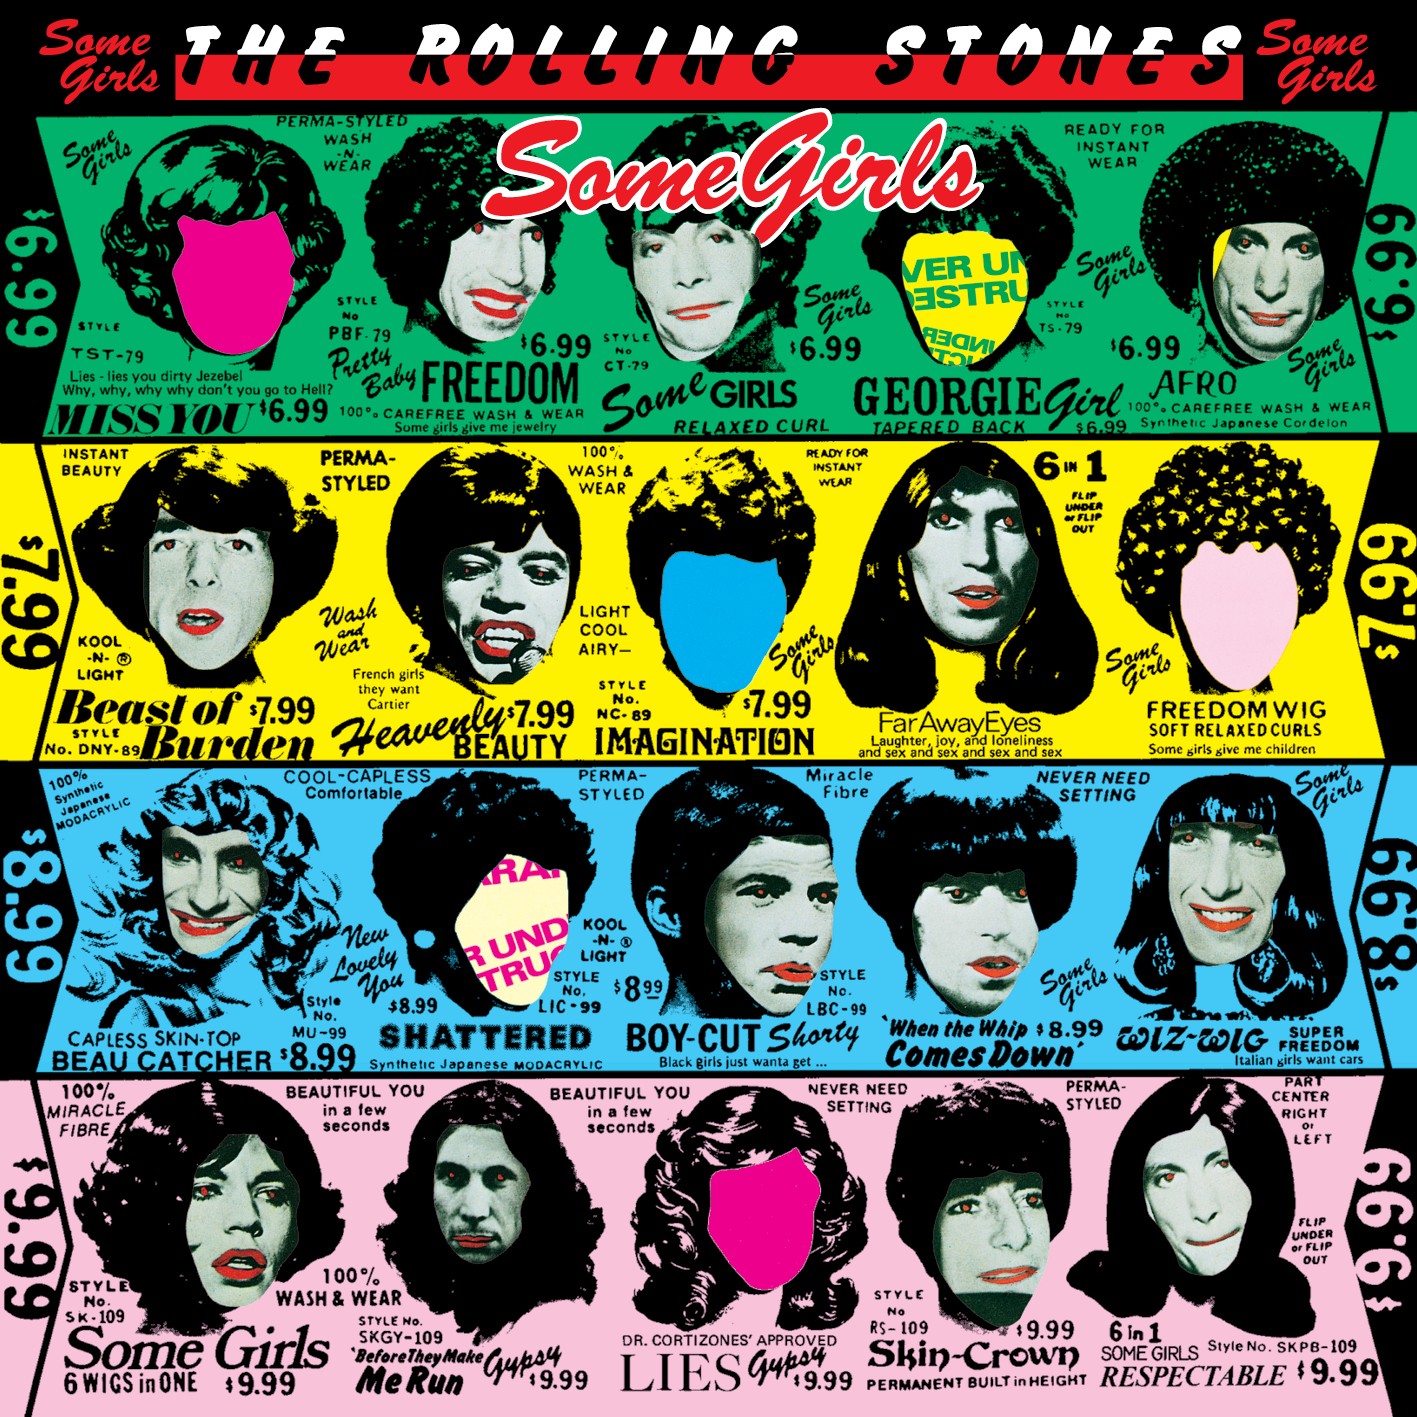 Some Girls
THE ROLLING STONES
Some Girls
Some Girls
$6.99
Some Girls
PERMA-STYLED
WASH
-N-
WEAR
READY FOR
INSTANT
WEAR
$6.99
STYLE
TST-79
Lies - lies you dirty Jezebel
Why, why, why why don't you go to Hell?
MISS YOU $6.99
STYLE
No
PBF-79
Pretty Baby
$6.99
FREEDOM
100% CAREFREE WASH & WEAR
Some girls give me jewelry
STYLE
No
CT-79
Some Girls
$6.99
Some GIRLS
RELAXED CURL
VER UN
DESTRU
UNDER
Some Girls
STYLE
No
TS-79
GEORGIE Girl
TAPERED BACK
$6.99
$6.99
Some Girls
AFRO
100% CAREFREE WASH & WEAR
Synthetic Japanese Cordelon
$7.99
INSTANT
BEAUTY
PERMA-
STYLED
100%
WASH &
WEAR
READY FOR
INSTANT
WEAR
6 IN 1
FLIP
UNDER
or FLIP
OUT
$7.99
KOOL
-N- ®
LIGHT
Beast of $7.99
STYLE
No. DNY-89
Burden
Wash
and
Wear
French girls
they want
Cartier
Heavenly $7.99
BEAUTY
LIGHT
COOL
AIRY—
STYLE
No.
NC-89
Some Girls
$7.99
IMAGINATION
Far Away Eyes
Laughter, joy, and loneliness
and sex and sex and sex and sex
Some Girls
FREEDOM WIG
SOFT RELAXED CURLS
Some girls give me children
$8.99
100%
Synthetic
Japanese
MODACRYLIC
COOL-CAPLESS
Comfortable
PERMA-
STYLED
Miracle
Fibre
NEVER NEED
SETTING
Some Girls
$8.99
Style
No.
MU-99
CAPLESS SKIN-TOP
BEAU CATCHER $8.99
New
Lovely
You
R UND
TRUC
KOOL
-N- ®
LIGHT
STYLE
No.
LIC-99
$8.99
SHATTERED
Synthetic Japanese MODACRYLIC
$8.99
STYLE
No.
LBC-99
BOY-CUT Shorty
Black girls just wanta get ...
Some Girls
'When the Whip $8.99
Comes Down'
WIZ-WIG SUPER
FREEDOM
Italian girls want cars
$9.99
100%
MIRACLE
FIBRE
BEAUTIFUL YOU
in a few
seconds
BEAUTIFUL YOU
in a few
seconds
NEVER NEED
SETTING
PERMA-
STYLED
PART
CENTER
RIGHT
or
LEFT
$9.99
STYLE
No.
SK-109
Some Girls
6 WIGS in ONE $9.99
100%
WASH & WEAR
STYLE No.
SKGY-109
'Before They Make Gypsy
Me Run $9.99
DR. CORTIZONES' APPROVED
LIES Gypsy
$9.99
STYLE
No
RS-109
$9.99
Skin-Crown
PERMANENT BUILT in HEIGHT
FLIP
UNDER
or FLIP
OUT
6 in 1
SOME GIRLS Style No. SKPB-109
RESPECTABLE $9.99